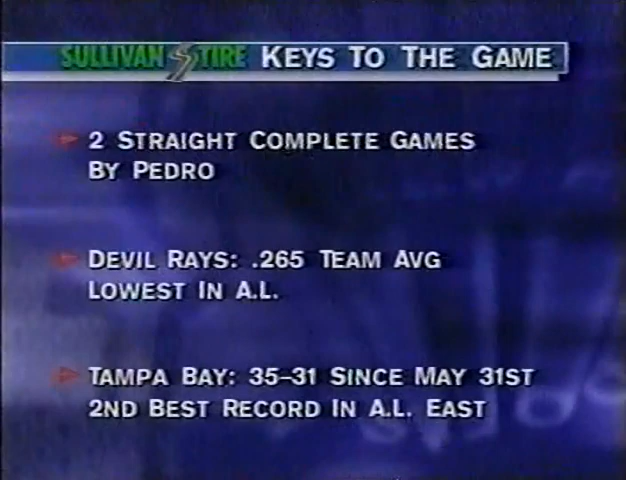 SULLIVAN TIRE KEYS TO THE GAME
2 STRAIGHT COMPLETE GAMES
BY PEDRO
DEVIL RAYS: .265 TEAM AVG
LOWEST IN A.L.
TAMPA BAY: 35-31 SINCE MAY 31ST
2ND BEST RECORD IN A.L. EAST